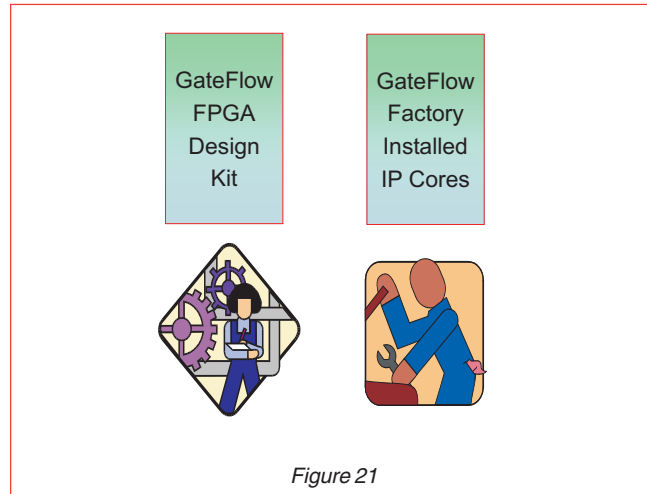 GateFlow
FPGA
Design
Kit
GateFlow
Factory
Installed
IP Cores
Figure 21